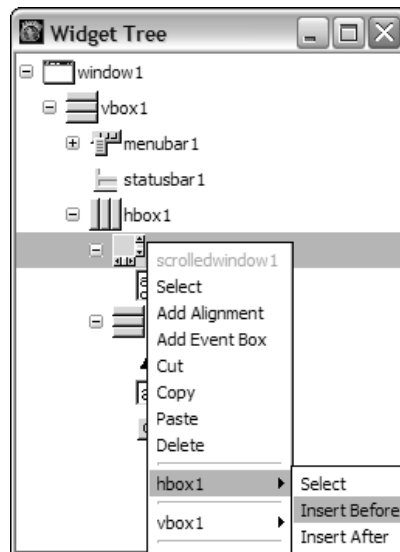 Widget Tree
window1
vbox1
menubar1
statusbar1
hbox1
scrolledwindow1
Select
Add Alignment
Add Event Box
Cut
Copy
Paste
Delete
hbox1
Select
Insert Before
vbox1
Insert After